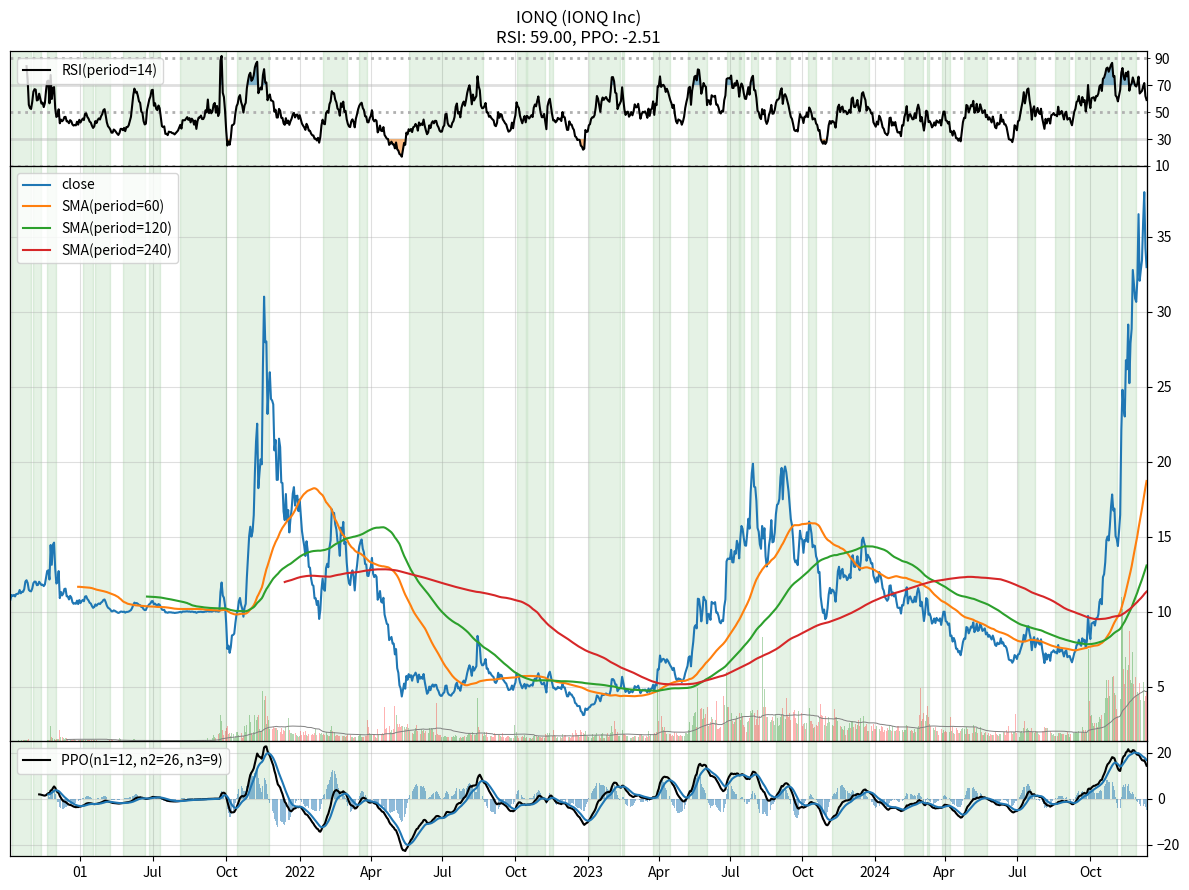 IONQ (IONQ Inc)
RSI: 59.00, PPO: -2.51
RSI(period=14)
90
70
50
30
10
close
SMA(period=60)
SMA(period=120)
SMA(period=240)
35
30
25
20
15
10
5
PPO(n1=12, n2=26, n3=9)
20
0
−20
01 Jul Oct 2022 Apr Jul Oct 2023 Apr Jul Oct 2024 Apr Jul Oct